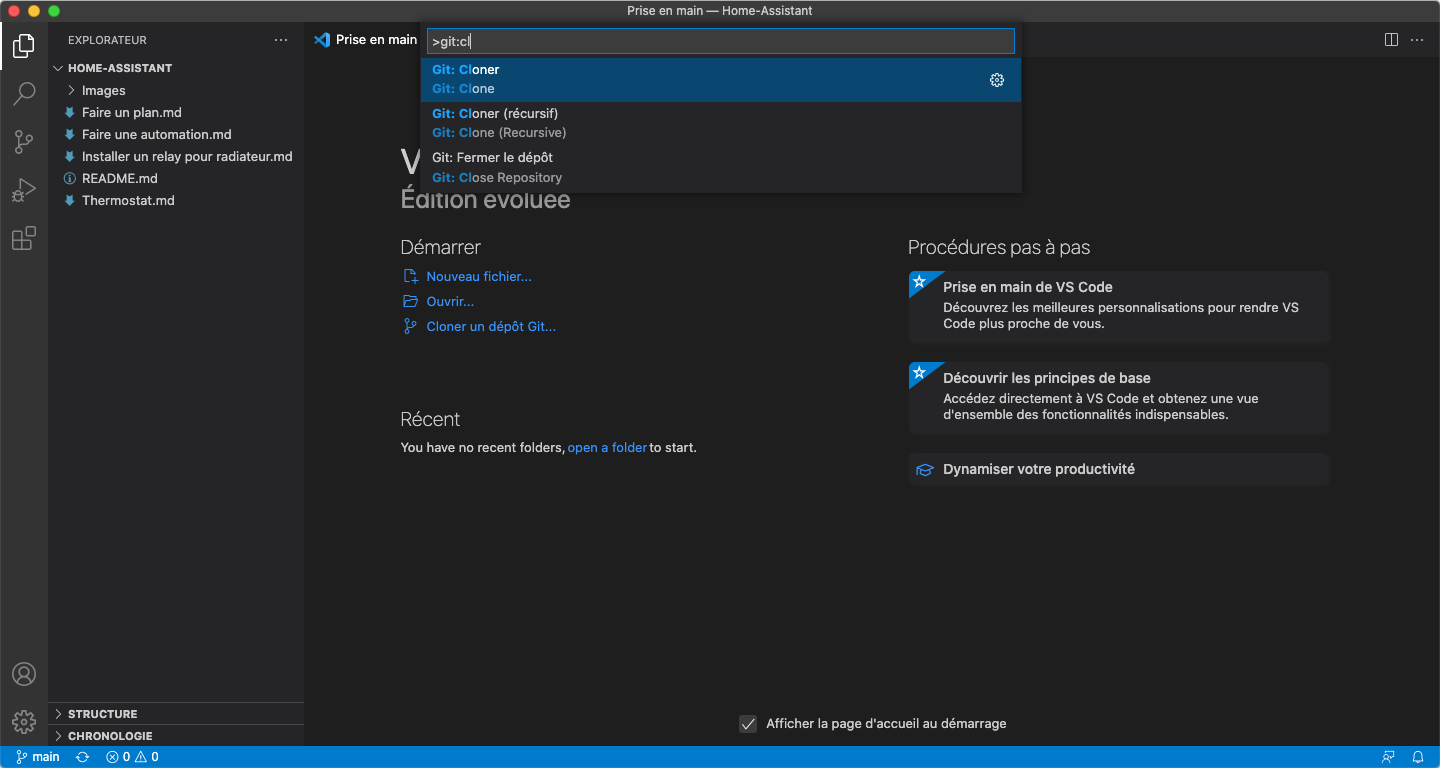 Prise en main — Home-Assistant
EXPLORATEUR
HOME-ASSISTANT
Images
Faire un plan.md
Faire une automation.md
Installer un relay pour radiateur.md
README.md
Thermostat.md
STRUCTURE
CHRONOLOGIE
Prise en main
>git:cl
Git: Cloner
Git: Clone
Git: Cloner (récursif)
Git: Clone (Recursive)
Git: Fermer le dépôt
Git: Close Repository
V
Édition évoluée
Démarrer
Nouveau fichier...
Ouvrir...
Cloner un dépôt Git...
Récent
You have no recent folders, open a folder to start.
Procédures pas à pas
Prise en main de VS Code
Découvrez les meilleures personnalisations pour rendre VS
Code plus proche de vous.
Découvrir les principes de base
Accédez directement à VS Code et obtenez une vue
d'ensemble des fonctionnalités indispensables.
Dynamiser votre productivité
Afficher la page d'accueil au démarrage
main
0
0